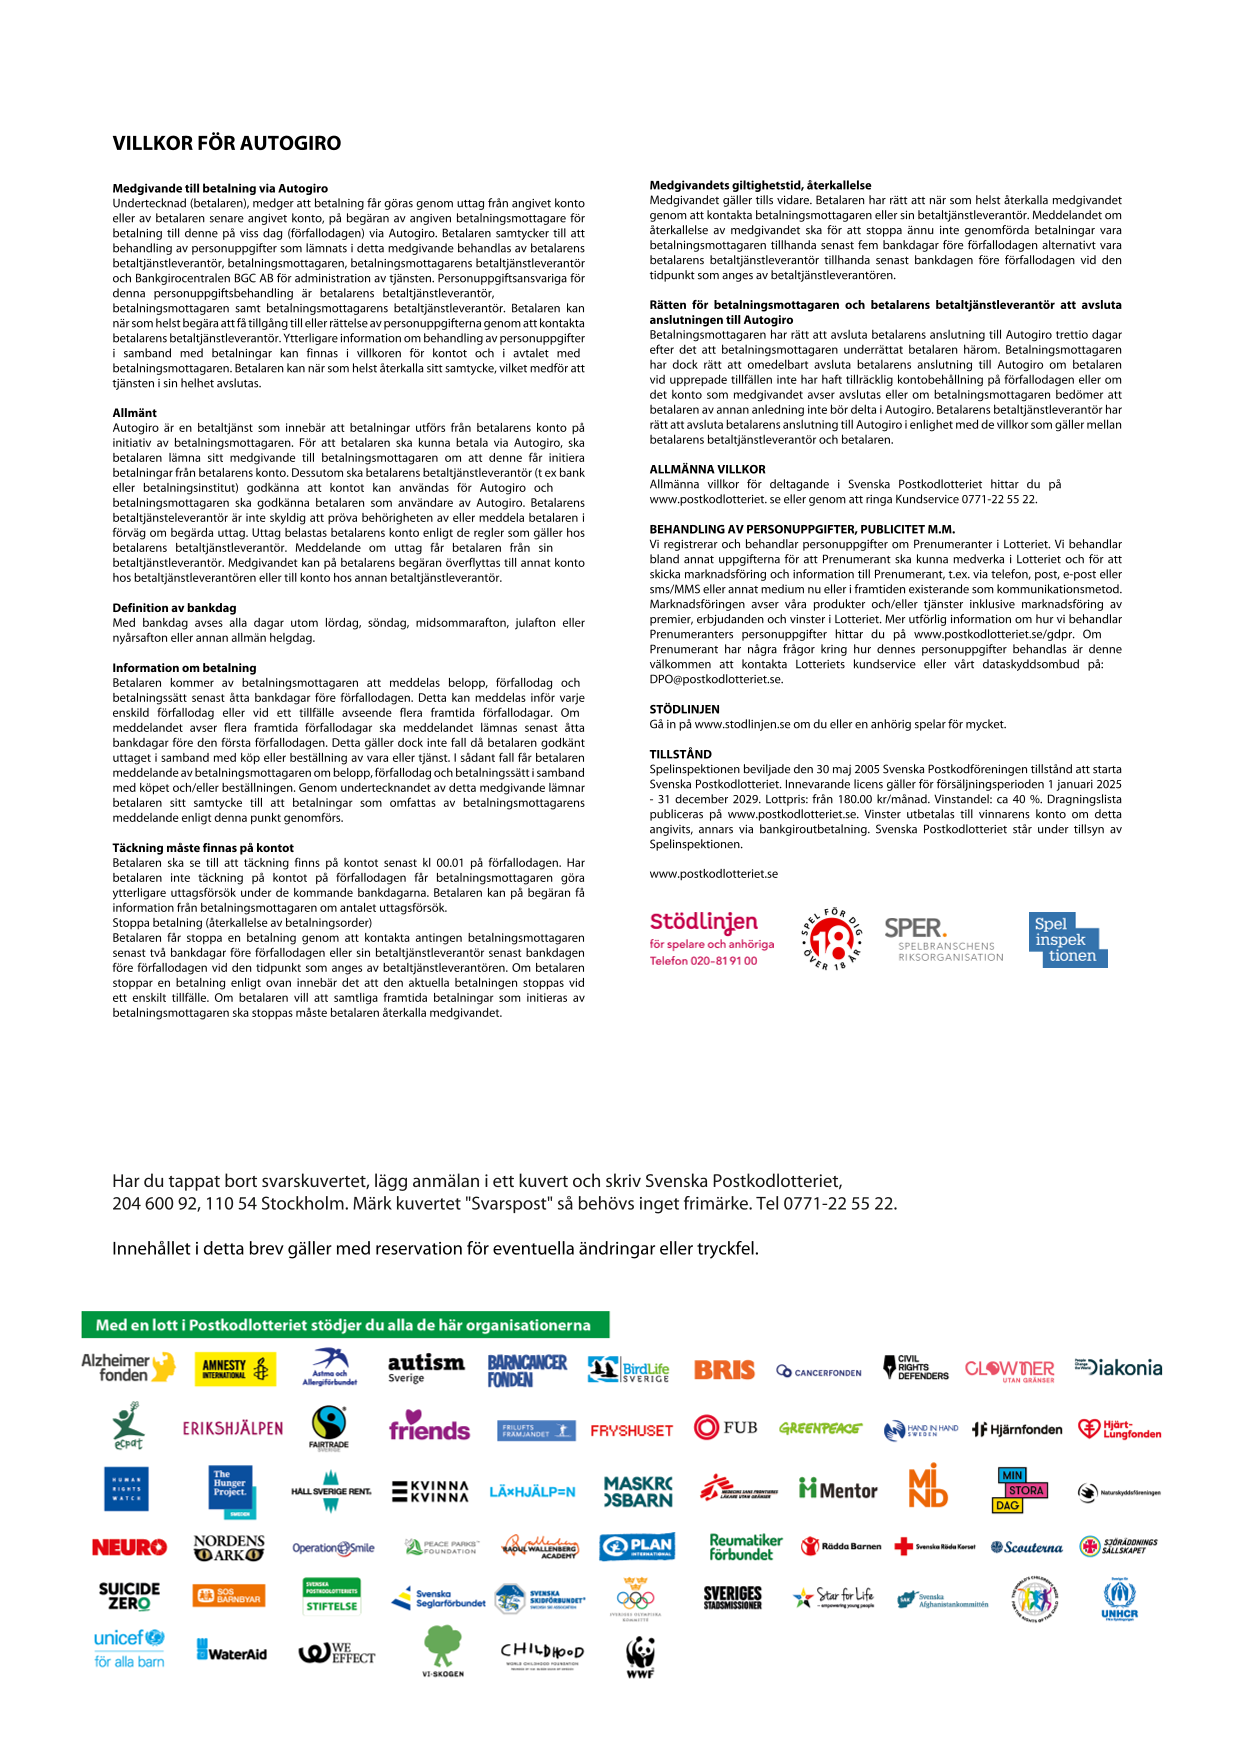 VILLKOR FÖR AUTOGIRO
Medgivande till betalning via Autogiro
Undertecknad (betalaren), medger att betalning får göras genom uttag från angivet konto
eller av betalaren senare angivet konto, på begäran av angiven betalningsmottagare för
betalning till denne på viss dag (förfallodagen) via Autogiro. Betalaren samtycker till att
behandling av personuppgifter som lämnats i detta medgivande behandlas av betalarens
betaltjänstleverantör, betalningsmottagaren, betalningsmottagarens betaltjänstleverantör
och Bankgirocentralen BGC AB för administration av tjänsten. Personuppgiftsansvariga för
denna personuppgiftsbehandling är betalarens betaltjänstleverantör,
betalningsmottagaren samt betalningsmottagarens betaltjänstleverantör. Betalaren kan
när som helst begära att få tillgång till eller rättelse av personuppgifterna genom att kontakta
betalarens betaltjänstleverantör. Ytterligare information om behandling av personuppgifter
i samband med betalningar kan finnas i villkoren för kontot och i avtalet med
betalningsmottagaren. Betalaren kan när som helst återkalla sitt samtycke, vilket medför att
tjänsten i sin helhet avslutas.
Allmänt
Autogiro är en betaltjänst som innebär att betalningar utförs från betalarens konto på
initiativ av betalningsmottagaren. För att betalaren ska kunna betala via Autogiro, ska
betalaren lämna sitt medgivande till betalningsmottagaren om att denne får initiera
betalningar från betalarens konto. Dessutom ska betalarens betaltjänstleverantör (t ex bank
eller betalningsinstitut) godkänna att kontot kan användas för Autogiro och
betalningsmottagaren ska godkänna betalaren som användare av Autogiro. Betalarens
betaltjänsteleverantör är inte skyldig att pröva behörigheten av eller meddela betalaren i
förväg om begärda uttag. Uttag belastas betalarens konto enligt de regler som gäller hos
betalarens betaltjänstleverantör. Meddelande om uttag får betalaren från sin
betaltjänstleverantör. Medgivandet kan på betalarens begäran överflyttas till annat konto
hos betaltjänstleverantören eller till konto hos annan betaltjänstleverantör.
Definition av bankdag
Med bankdag avses alla dagar utom lördag, söndag, midsommarafton, julafton eller
nyårsafton eller annan allmän helgdag.
Information om betalning
Betalaren kommer av betalningsmottagaren att meddelas belopp, förfallodag och
betalningssätt senast åtta bankdagar före förfallodagen. Detta kan meddelas inför varje
enskild förfallodag eller vid ett tillfälle avseende flera framtida förfallodagar. Om
meddelandet avser flera framtida förfallodagar ska meddelandet lämnas senast åtta
bankdagar före den första förfallodagen. Detta gäller dock inte fall då betalaren godkänt
uttaget i samband med köp eller beställning av vara eller tjänst. I sådant fall får betalaren
meddelande av betalningsmottagaren om belopp, förfallodag och betalningssätt i samband
med köpet och/eller beställningen. Genom undertecknandet av detta medgivande lämnar
betalaren sitt samtycke till att betalningar som omfattas av betalningsmottagarens
meddelande enligt denna punkt genomförs.
Täckning måste finnas på kontot
Betalaren ska se till att täckning finns på kontot senast kl 00.01 på förfallodagen. Har
betalaren inte täckning på kontot på förfallodagen får betalningsmottagaren göra
ytterligare uttagsförsök under de kommande bankdagarna. Betalaren kan på begäran få
information från betalningsmottagaren om antalet uttagsförsök.
Stoppa betalning (återkallelse av betalningsorder)
Betalaren får stoppa en betalning genom att kontakta antingen betalningsmottagaren
senast två bankdagar före förfallodagen eller sin betaltjänstleverantör senast bankdagen
före förfallodagen vid den tidpunkt som anges av betaltjänstleverantören. Om betalaren
stoppar en betalning enligt ovan innebär det att den aktuella betalningen stoppas vid
ett enskilt tillfälle. Om betalaren vill att samtliga framtida betalningar som initieras av
betalningsmottagaren ska stoppas måste betalaren återkalla medgivandet.
Medgivandets giltighetstid, återkallelse
Medgivandet gäller tills vidare. Betalaren har rätt att när som helst återkalla medgivandet
genom att kontakta betalningsmottagaren eller sin betaltjänstleverantör. Meddelandet om
återkallelse av medgivandet ska för att stoppa ännu inte genomförda betalningar vara
betalningsmottagaren tillhanda senast fem bankdagar före förfallodagen alternativt vara
betalarens betaltjänstleverantör tillhanda senast bankdagen före förfallodagen vid den
tidpunkt som anges av betaltjänstleverantören.
Rätten för betalningsmottagaren och betalarens betaltjänstleverantör att avsluta
anslutningen till Autogiro
Betalningsmottagaren har rätt att avsluta betalarens anslutning till Autogiro trettio dagar
efter det att betalningsmottagaren underrättat betalaren härom. Betalningsmottagaren
har dock rätt att omedelbart avsluta betalarens anslutning till Autogiro om betalaren
vid upprepade tillfällen inte har haft tillräcklig kontobehållning på förfallodagen eller om
det konto som medgivandet avser avslutas eller om betalningsmottagaren bedömer att
betalaren av annan anledning inte bör delta i Autogiro. Betalarens betaltjänstleverantör har
rätt att avsluta betalarens anslutning till Autogiro i enlighet med de villkor som gäller mellan
betalarens betaltjänstleverantör och betalaren.
ALLMÄNNA VILLKOR
Allmänna villkor för deltagande i Svenska Postkodlotteriet hittar du på
www.postkodlotteriet. se eller genom att ringa Kundservice 0771-22 55 22.
BEHANDLING AV PERSONUPPGIFTER, PUBLICITET M.M.
Vi registrerar och behandlar personuppgifter om Prenumeranter i Lotteriet. Vi behandlar
bland annat uppgifterna för att Prenumerant ska kunna medverka i Lotteriet och för att
skicka marknadsföring och information till Prenumerant, t.ex. via telefon, post, e-post eller
sms/MMS eller annat medium nu eller i framtiden existerande som kommunikationsmetod.
Marknadsföringen avser våra produkter och/eller tjänster inklusive marknadsföring av
premier, erbjudanden och vinster i Lotteriet. Mer utförlig information om hur vi behandlar
Prenumeranters personuppgifter hittar du på www.postkodlotteriet.se/gdpr. Om
Prenumerant har några frågor kring hur dennes personuppgifter behandlas är denne
välkommen att kontakta Lotteriets kundservice eller vårt dataskyddsombud på:
DPO@postkodlotteriet.se.
STÖDLINJEN
Gå in på www.stodlinjen.se om du eller en anhörig spelar för mycket.
TILLSTÅND
Spelinspektionen beviljade den 30 maj 2005 Svenska Postkodföreningen tillstånd att starta
Svenska Postkodlotteriet. Innevarande licens gäller för försäljningsperioden 1 januari 2025
- 31 december 2029. Lottpris: från 180.00 kr/månad. Vinstandel: ca 40 %. Dragningslista
publiceras på www.postkodlotteriet.se. Vinster utbetalas till vinnarens konto om detta
angivits, annars via bankgiroutbetalning. Svenska Postkodlotteriet står under tillsyn av
Spelinspektionen.
www.postkodlotteriet.se
Stödlinjen
för spelare och anhöriga
Telefon 020-81 91 00
SPEL FÖR DIG
18
ÖVER 18 ÅR
SPER.
SPELBRANSCHENS
RIKSORGANISATION
Spel
inspek
tionen
Har du tappat bort svarskuvertet, lägg anmälan i ett kuvert och skriv Svenska Postkodlotteriet,
204 600 92, 110 54 Stockholm. Märk kuvertet "Svarspost" så behövs inget frimärke. Tel 0771-22 55 22.
Innehållet i detta brev gäller med reservation för eventuella ändringar eller tryckfel.
Med en lott i Postkodlotteriet stödjer du alla de här organisationerna
Alzheimer
fonden
AMNESTY
INTERNATIONAL
Astma och
Allergiförbundet
autism
Sverige
BARNCANCER
FONDEN
BirdLife
SVERIGE
BRIS
CANCERFONDEN
CIVIL
RIGHTS
DEFENDERS
CLOWNER
UTAN GRÄNSER
Diakonia
ecpat
ERIKSHJÄLPEN
FAIRTRADE
SVERIGE
friends
FRILUFTS
FRÄMJANDET
FRYSHUSET
FUB
GREENPEACE
HAND IN HAND
SWEDEN
Hjärnfonden
Hjärt-
Lungfonden
HUMAN
RIGHTS
WATCH
The
Hunger
Project.
SWEDEN
HÅLL SVERIGE RENT.
KVINNA
KVINNA
LÄXHJÄLPEN
MASKRO
OSBARN
MEDECINS SANS FRONTIERES
LÄKARE UTAN GRÄNSER
Mentor
MIND
MIN
STORA
DAG
Naturskyddsföreningen
NEURO
NORDENS
ARK
Operation Smile
PEACE PARKS
FOUNDATION
RAOUL WALLENBERG
ACADEMY
PLAN
INTERNATIONAL
Reumatiker
förbundet
Rädda Barnen
Svenska Röda Korset
Scouterna
SJÖRÄDDNINGS
SÄLLSKAPET
SUICIDE
ZERO
SOS
BARNBYAR
SVENSKA
POSTKODLOTTERIETS
STIFTELSE
Svenska
Seglarförbundet
SVENSKA
SKIDFÖRBUNDET
SVERIGES OLYMPISKA
KOMMITTÉ
SVERIGES
STADSMISSIONER
Star for Life
empowering young people
SAK
Svenska
Afghanistankommittén
UNHCR
unicef
för alla barn
WaterAid
WE
EFFECT
VI-SKOGEN
CHILDHOOD
WORLD CHILDHOOD FOUNDATION
WWF